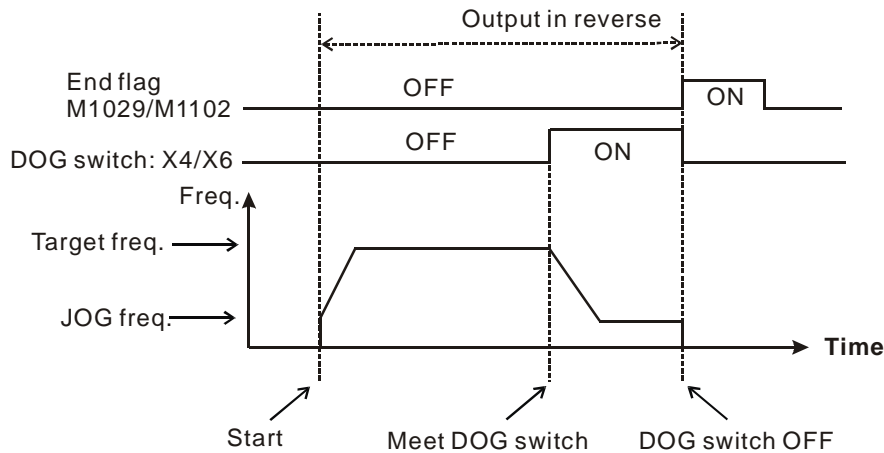 Output in reverse
End flag
M1029/M1102
OFF
ON
DOG switch: X4/X6
OFF
ON
Freq.
Target freq.
JOG freq.
Time
Start
Meet DOG switch
DOG switch OFF